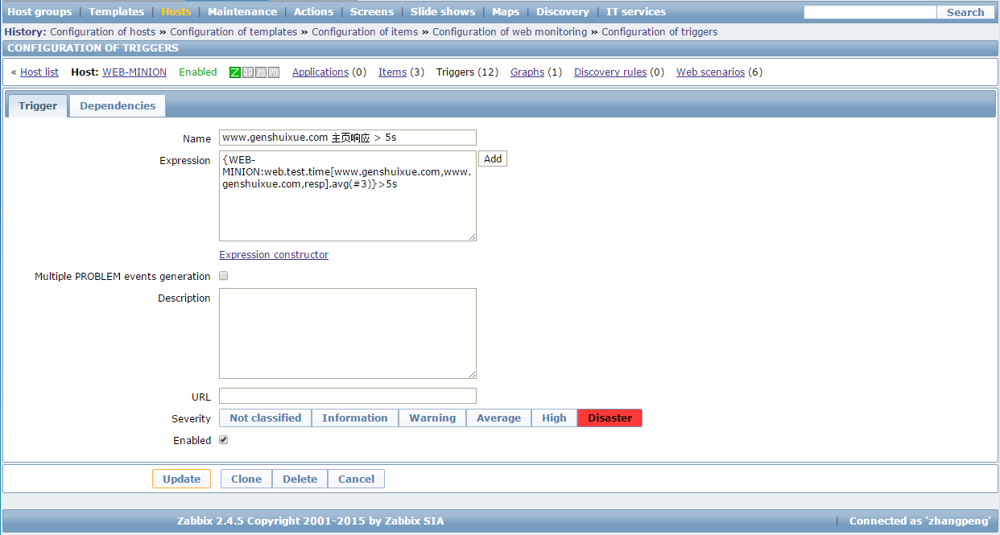 Host groups | Templates | Hosts | Maintenance | Actions | Screens | Slide shows | Maps | Discovery | IT services Search
History: Configuration of hosts » Configuration of templates » Configuration of items » Configuration of web monitoring » Configuration of triggers
CONFIGURATION OF TRIGGERS
« Host list Host: WEB-MINION Enabled Z Applications (0) Items (3) Triggers (12) Graphs (1) Discovery rules (0) Web scenarios (6)
Trigger Dependencies
Name www.genshuixue.com 主页响应 > 5s
Expression {WEB-
MINION:web.test.time[www.genshuixue.com,www.
genshuixue.com,resp].avg(#3)}>5s
Add
Expression constructor
Multiple PROBLEM events generation
Description
URL
Severity Not classified Information Warning Average High Disaster
Enabled
Update Clone Delete Cancel
Zabbix 2.4.5 Copyright 2001-2015 by Zabbix SIA | Connected as 'zhangpeng'